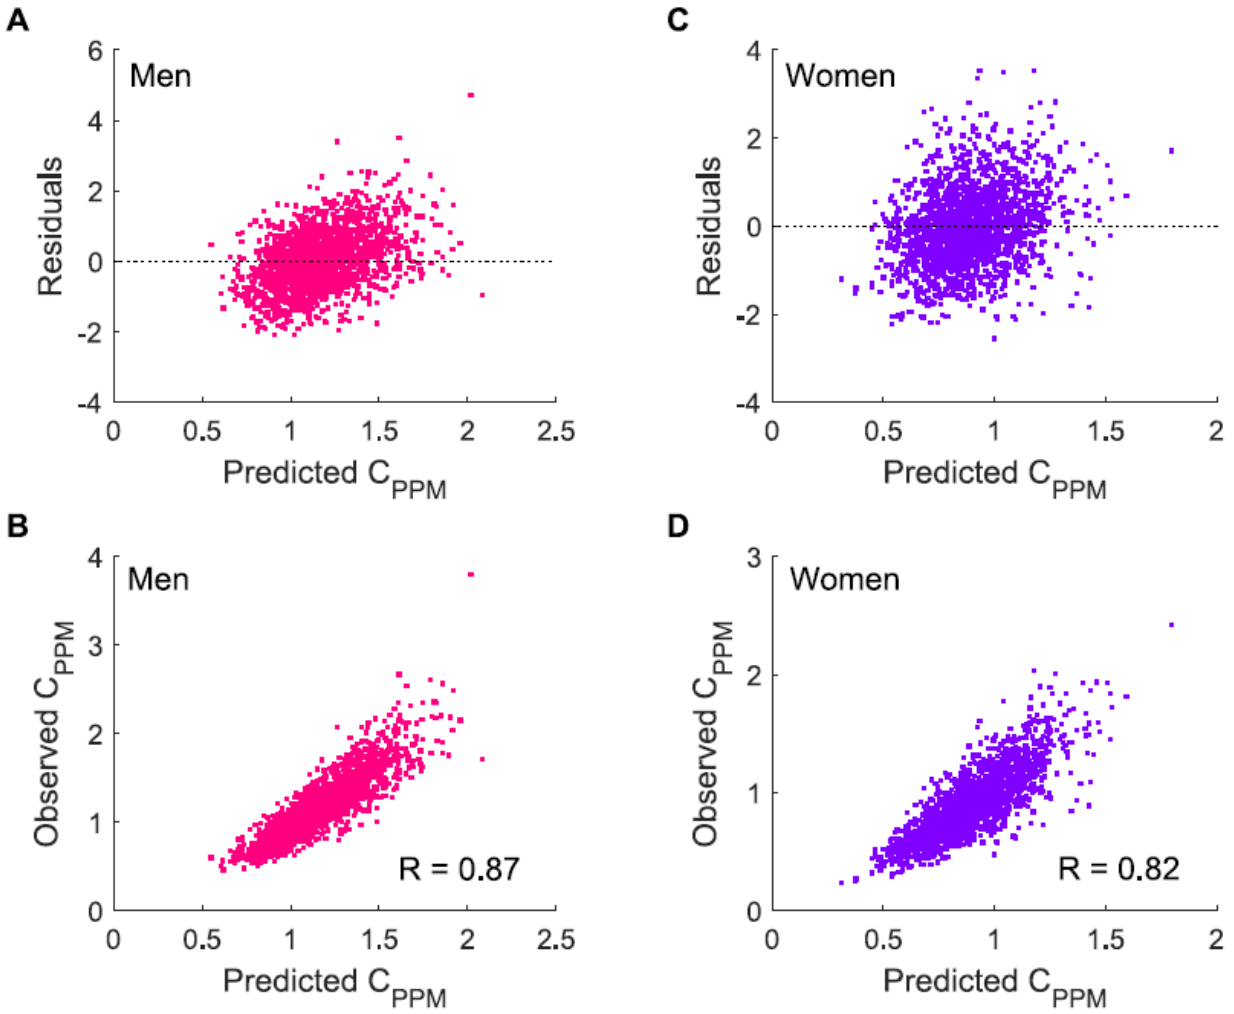 A
Men
6
4
2
0
-2
-4
Residuals
0 0.5 1 1.5 2 2.5
Predicted C_PPM
C
Women
4
2
0
-2
-4
Residuals
0 0.5 1 1.5 2
Predicted C_PPM
B
Men
4
3
2
1
0
Observed C_PPM
R = 0.87
0 0.5 1 1.5 2 2.5
Predicted C_PPM
D
Women
3
2
1
0
Observed C_PPM
R = 0.82
0 0.5 1 1.5 2
Predicted C_PPM